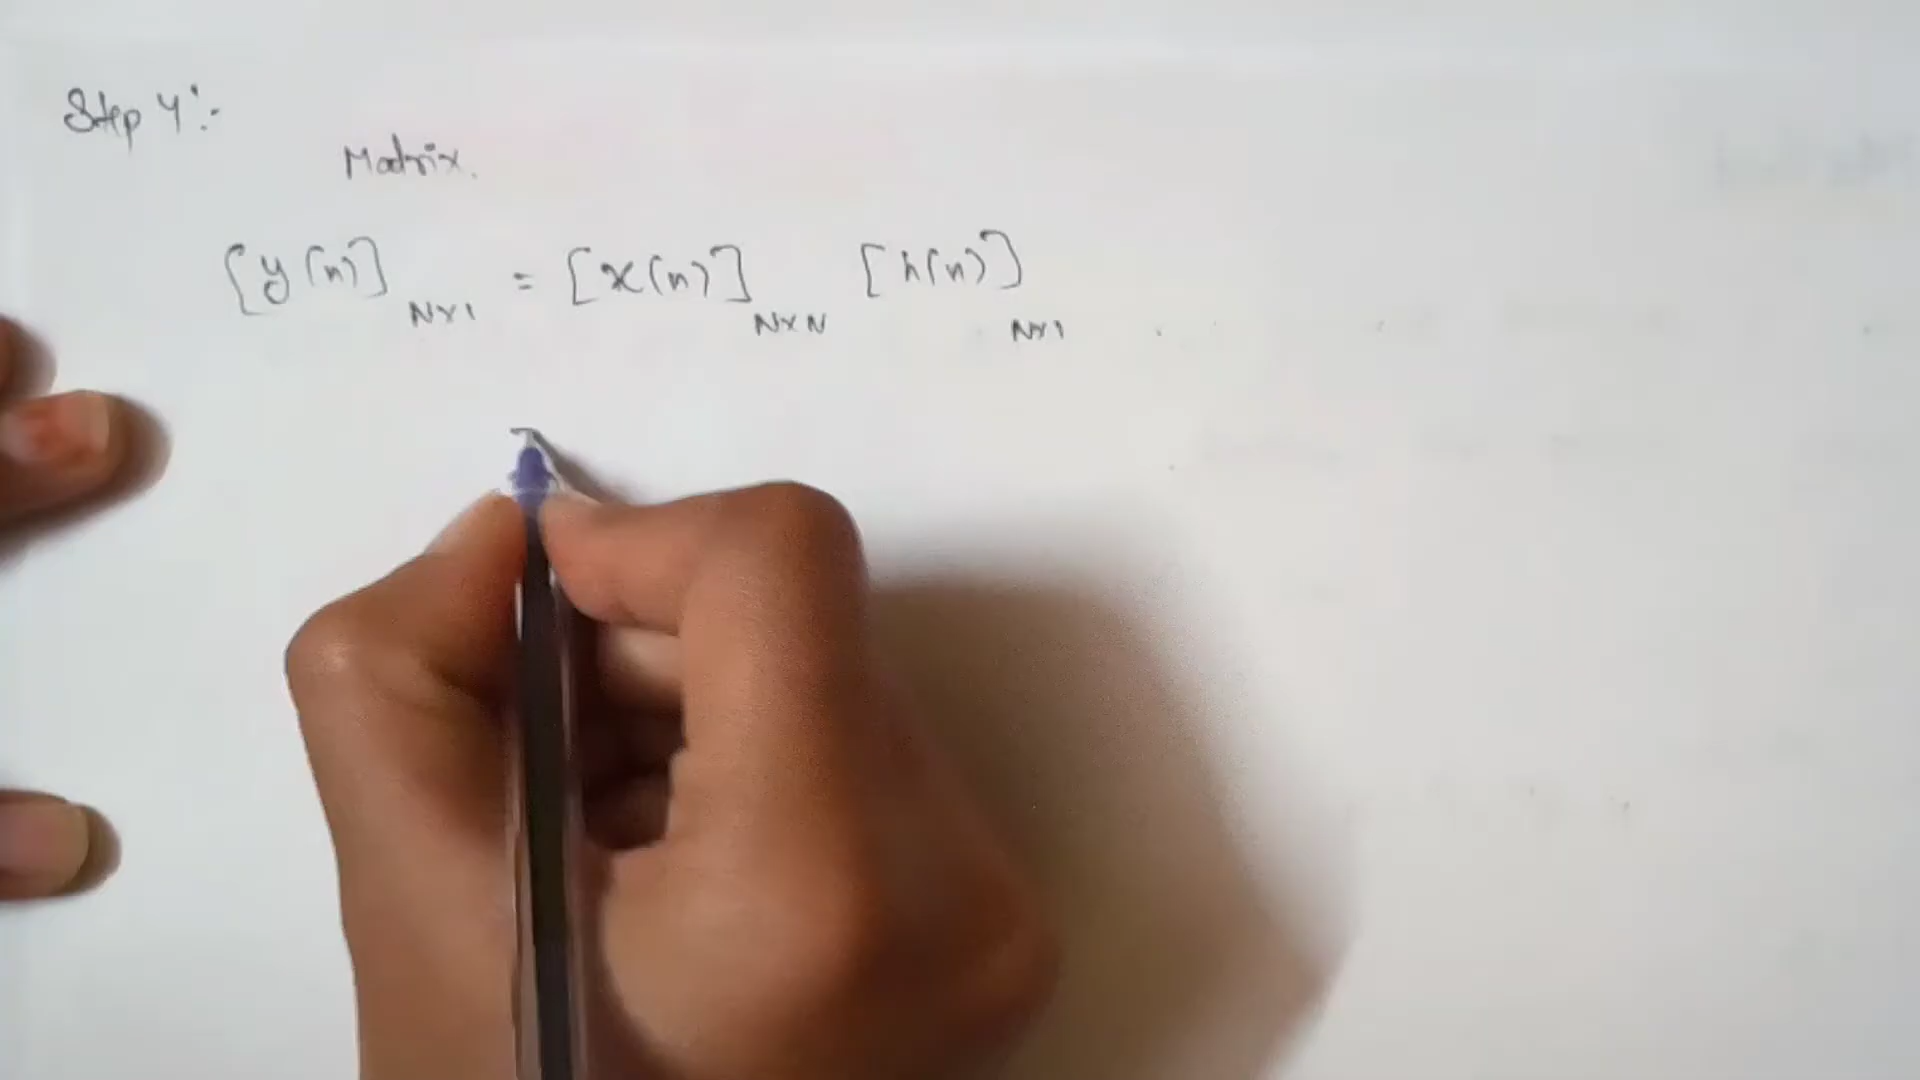 Step 4:-
Matrix.
[y(n)]N×1 = [x(n)]N×N [h(n)]N×1